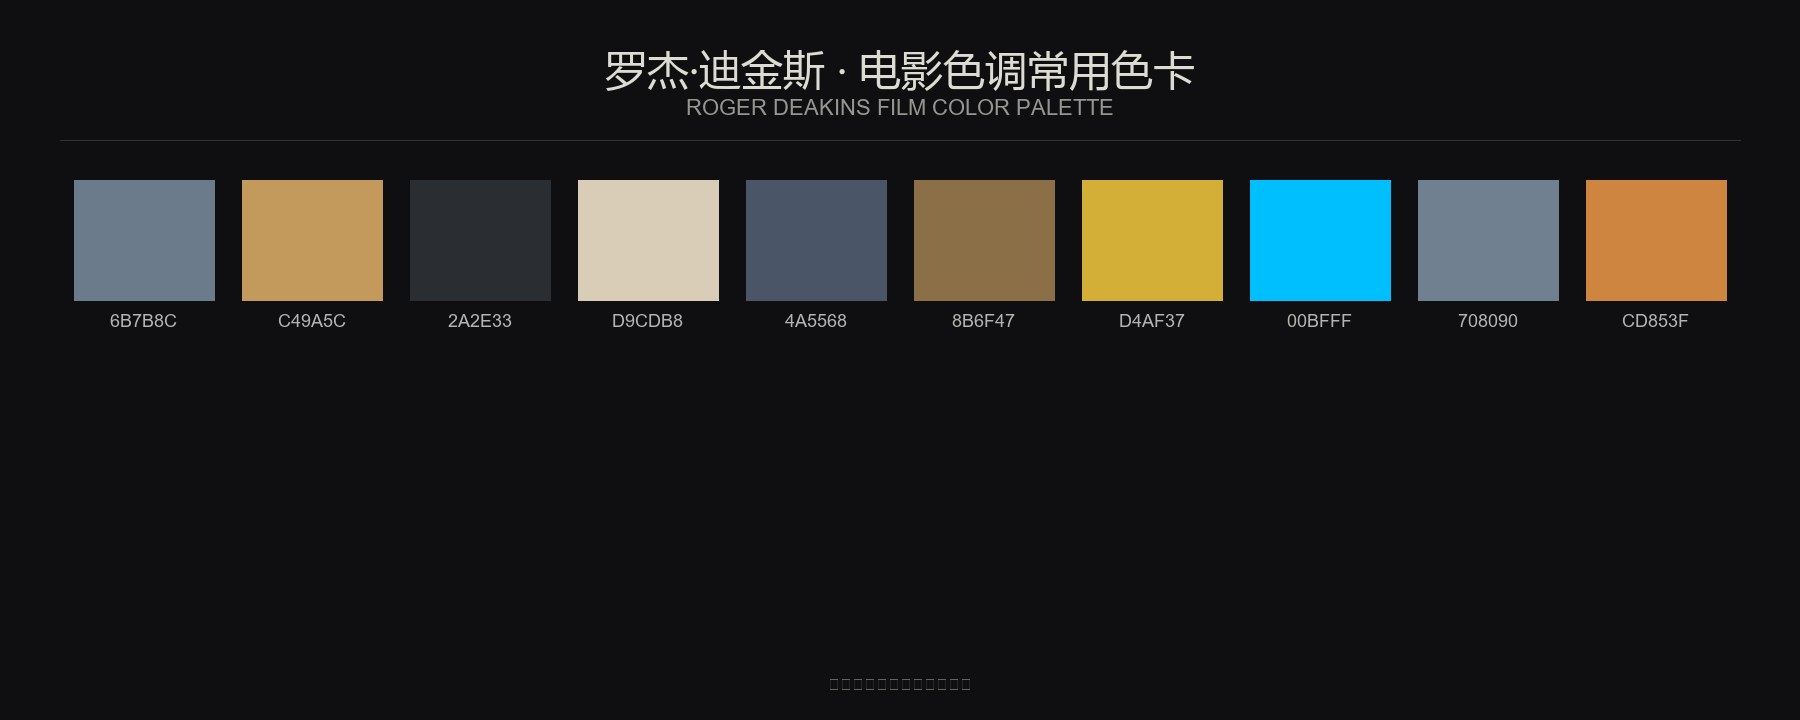 罗杰·迪金斯 · 电影色调常用色卡
ROGER DEAKINS FILM COLOR PALETTE
6B7B8C C49A5C 2A2E33 D9CDB8 4A5568 8B6F47 D4AF37 00BFFF 708090 CD853F